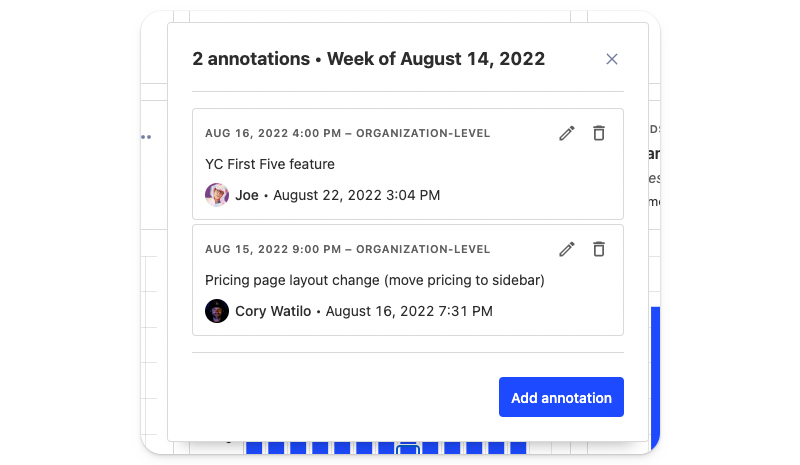 2 annotations • Week of August 14, 2022
AUG 16, 2022 4:00 PM – ORGANIZATION-LEVEL
YC First Five feature
Joe • August 22, 2022 3:04 PM
AUG 15, 2022 9:00 PM – ORGANIZATION-LEVEL
Pricing page layout change (move pricing to sidebar)
Cory Watilo • August 16, 2022 7:31 PM
Add annotation